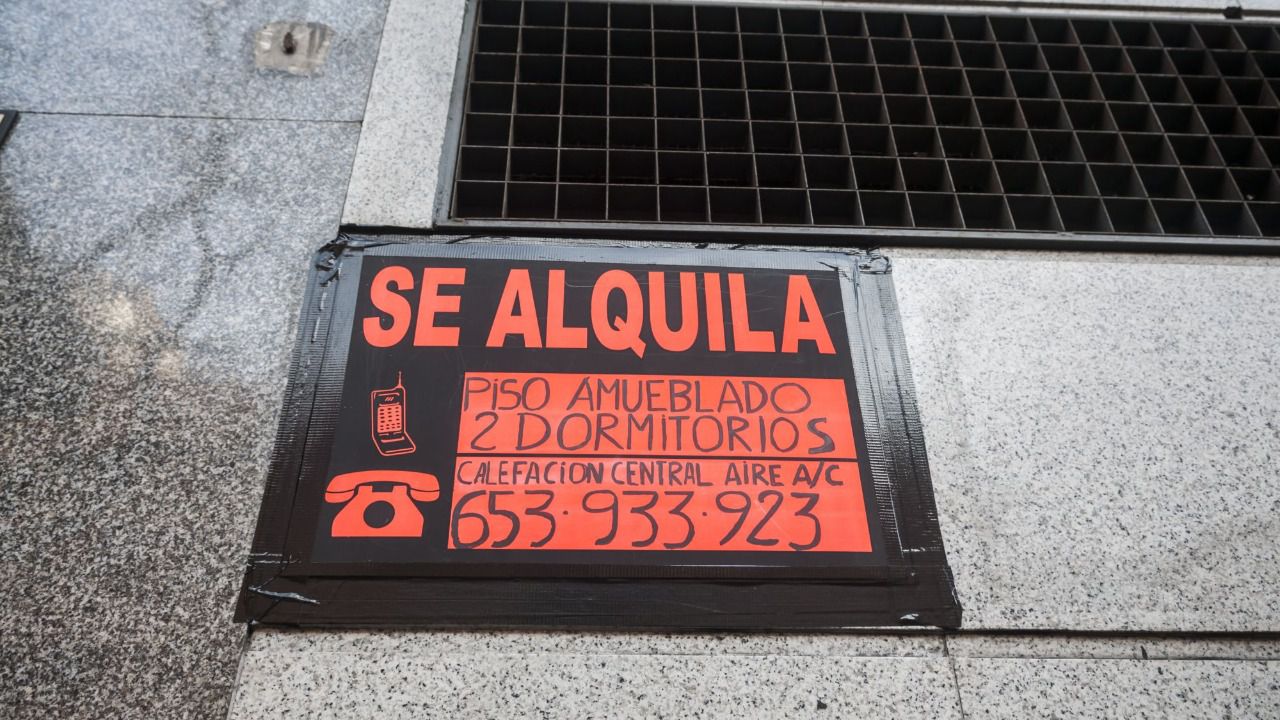 SE ALQUILA
PiSO AMUEBLADO
2 DORMiTORiOS
CALEFACiON CENTRAL AIRE A/C
653·933·923